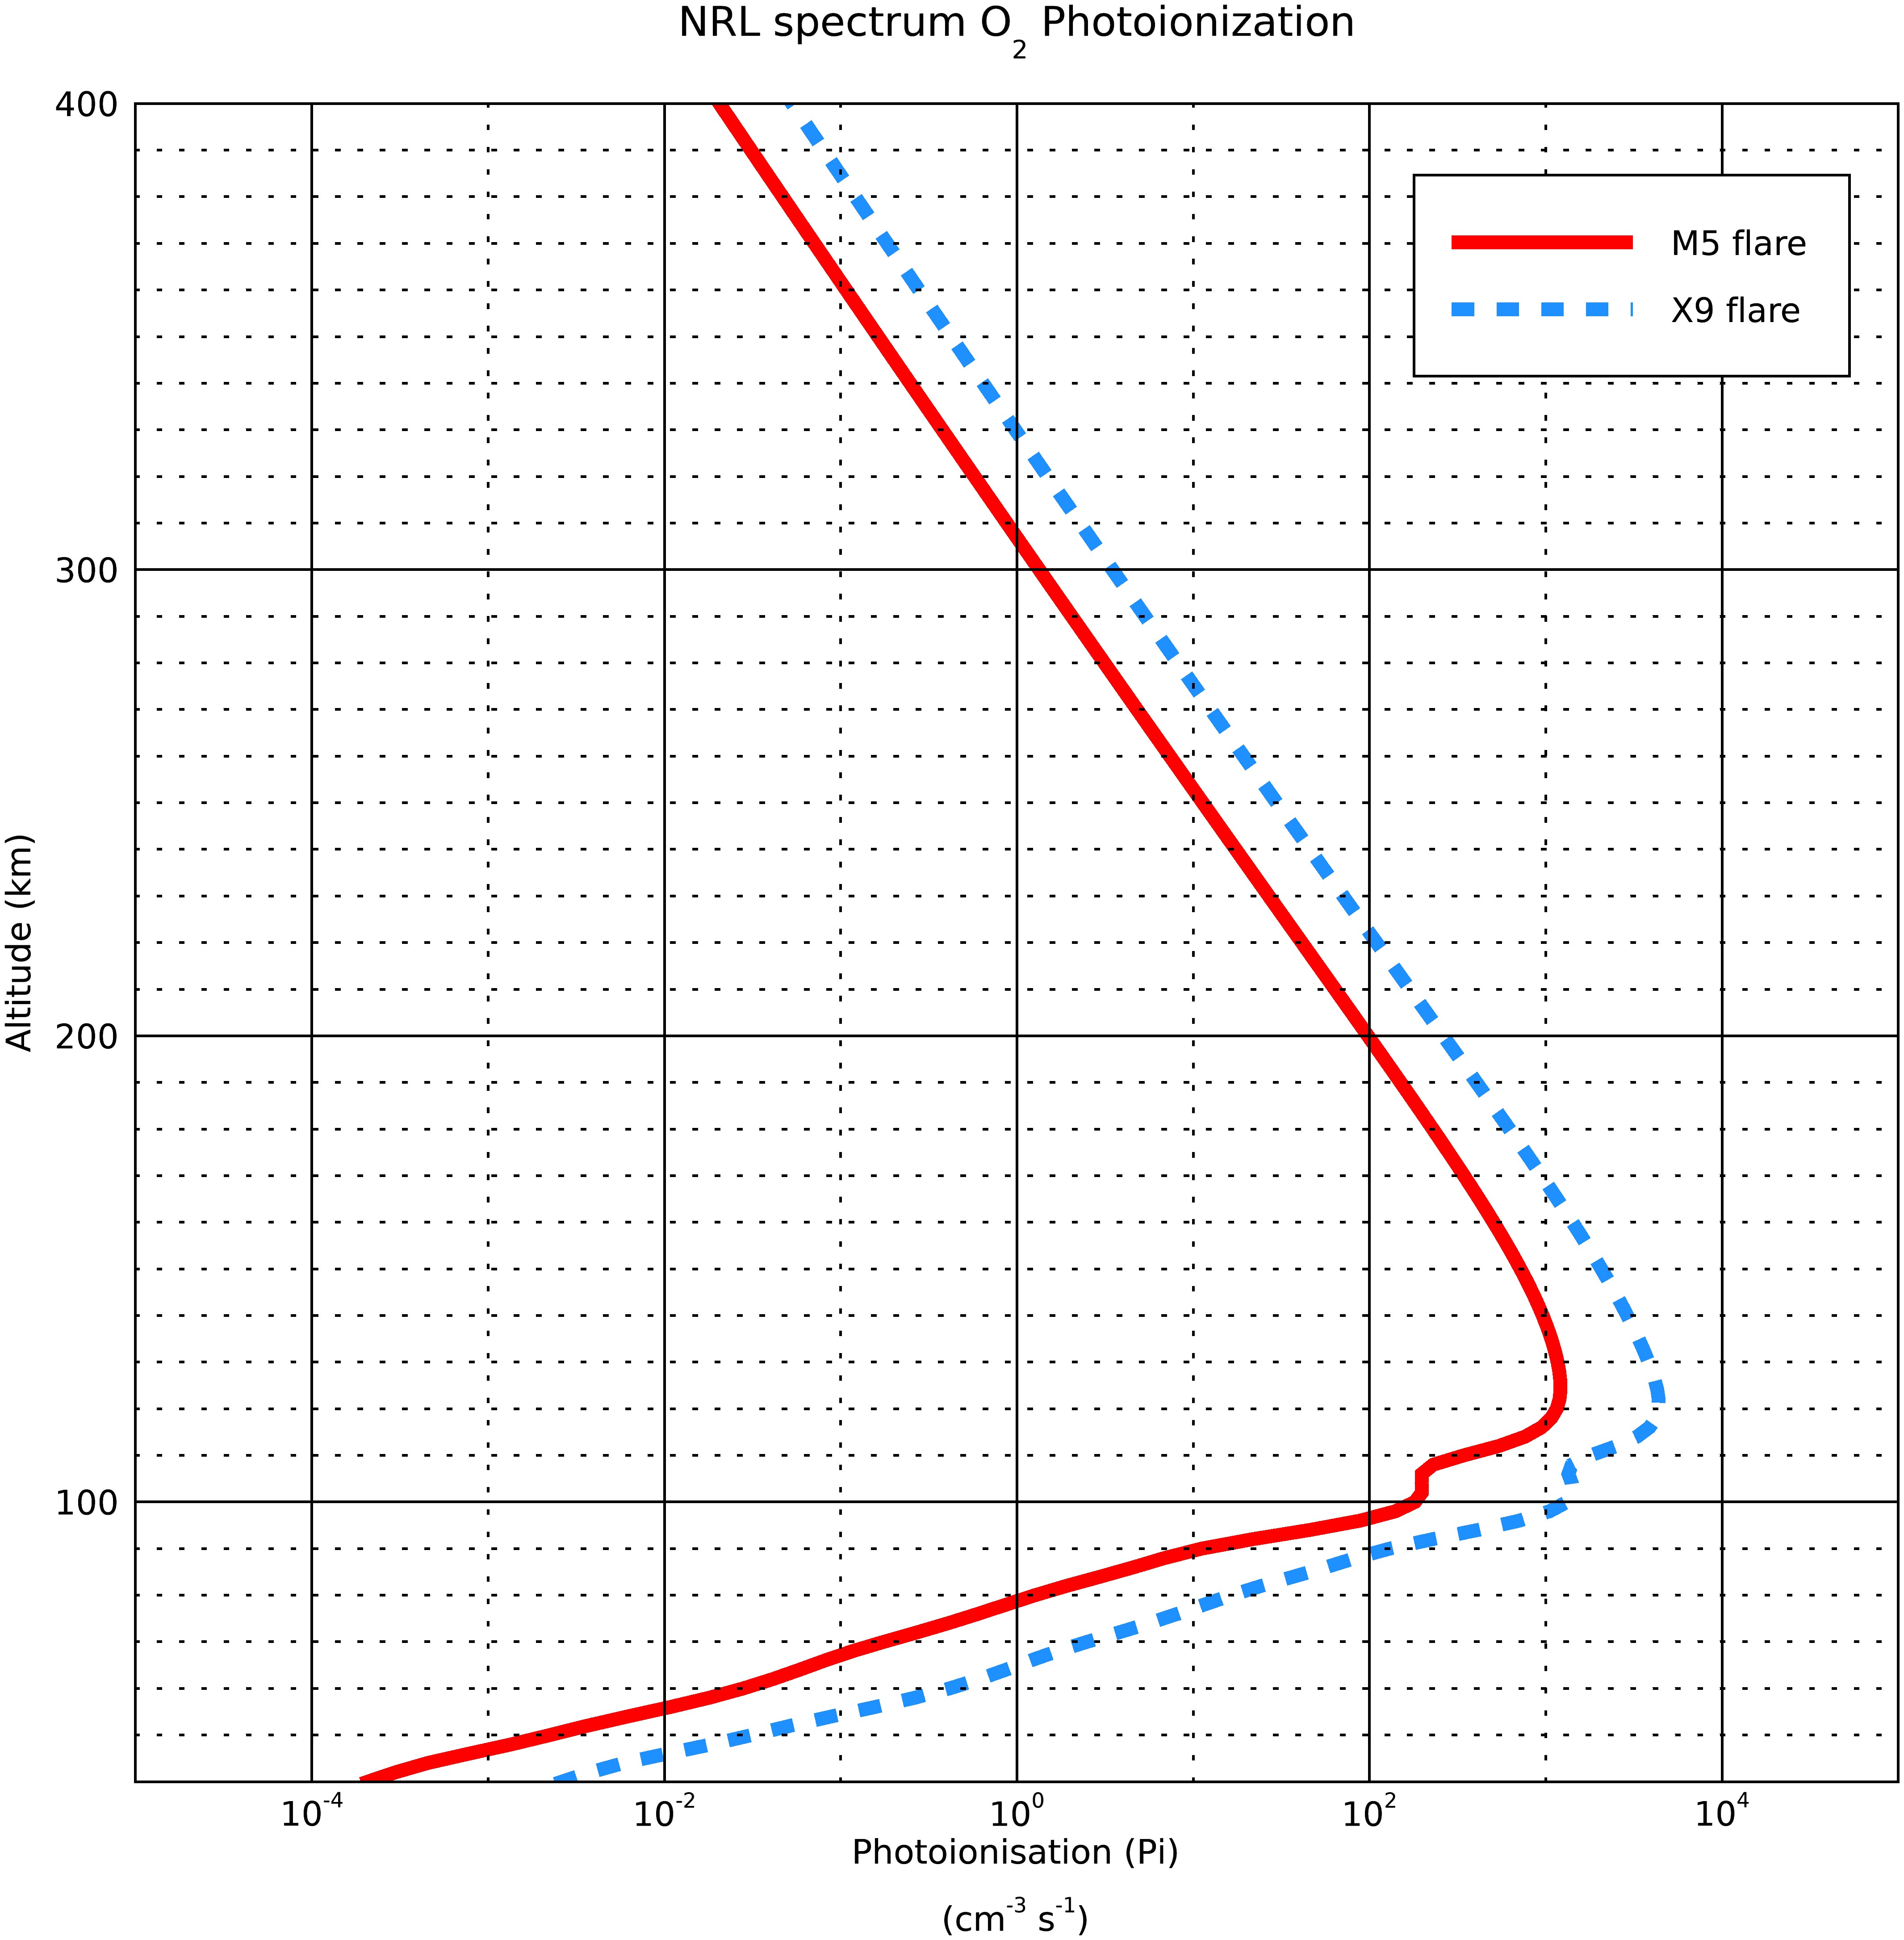 NRL spectrum O2 Photoionization
400
300
200
100
Altitude (km)
M5 flare
X9 flare
10-4 10-2 100 102 104
Photoionisation (Pi)
(cm-3 s-1)